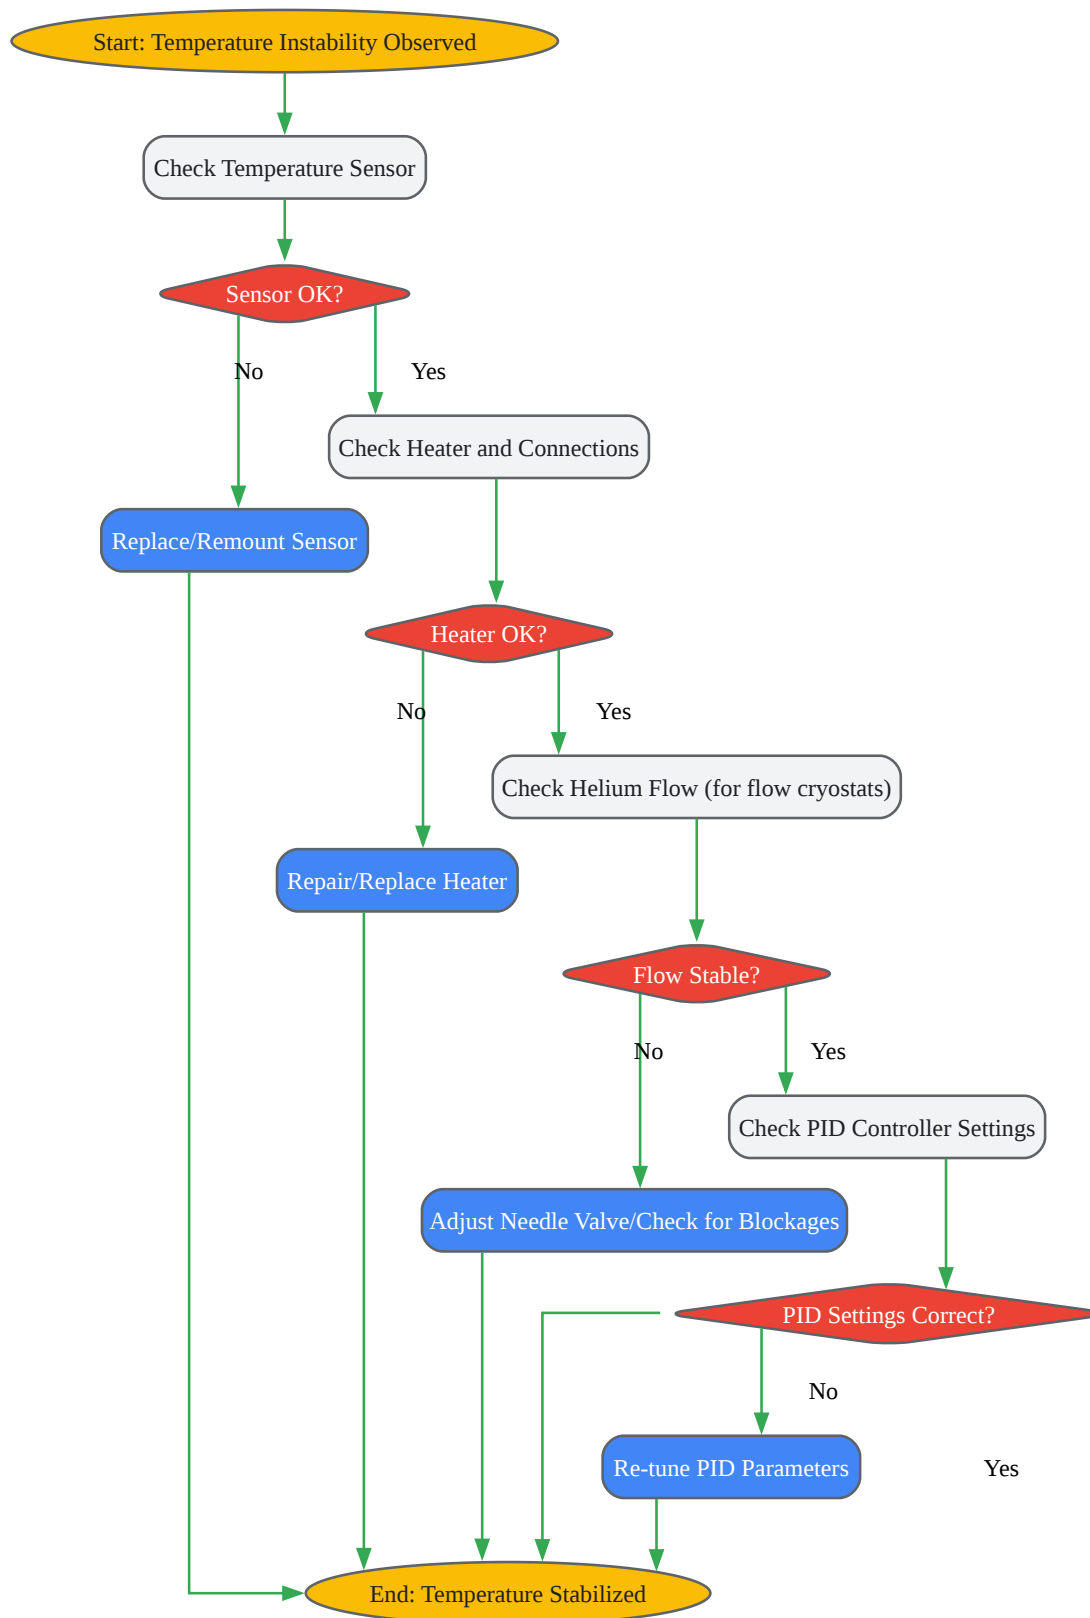 Start: Temperature Instability Observed
Check Temperature Sensor
Sensor OK?
No
Yes
Check Heater and Connections
Replace/Remount Sensor
Heater OK?
No
Yes
Check Helium Flow (for flow cryostats)
Repair/Replace Heater
Flow Stable?
No
Yes
Check PID Controller Settings
Adjust Needle Valve/Check for Blockages
PID Settings Correct?
No
Re-tune PID Parameters
Yes
End: Temperature Stabilized